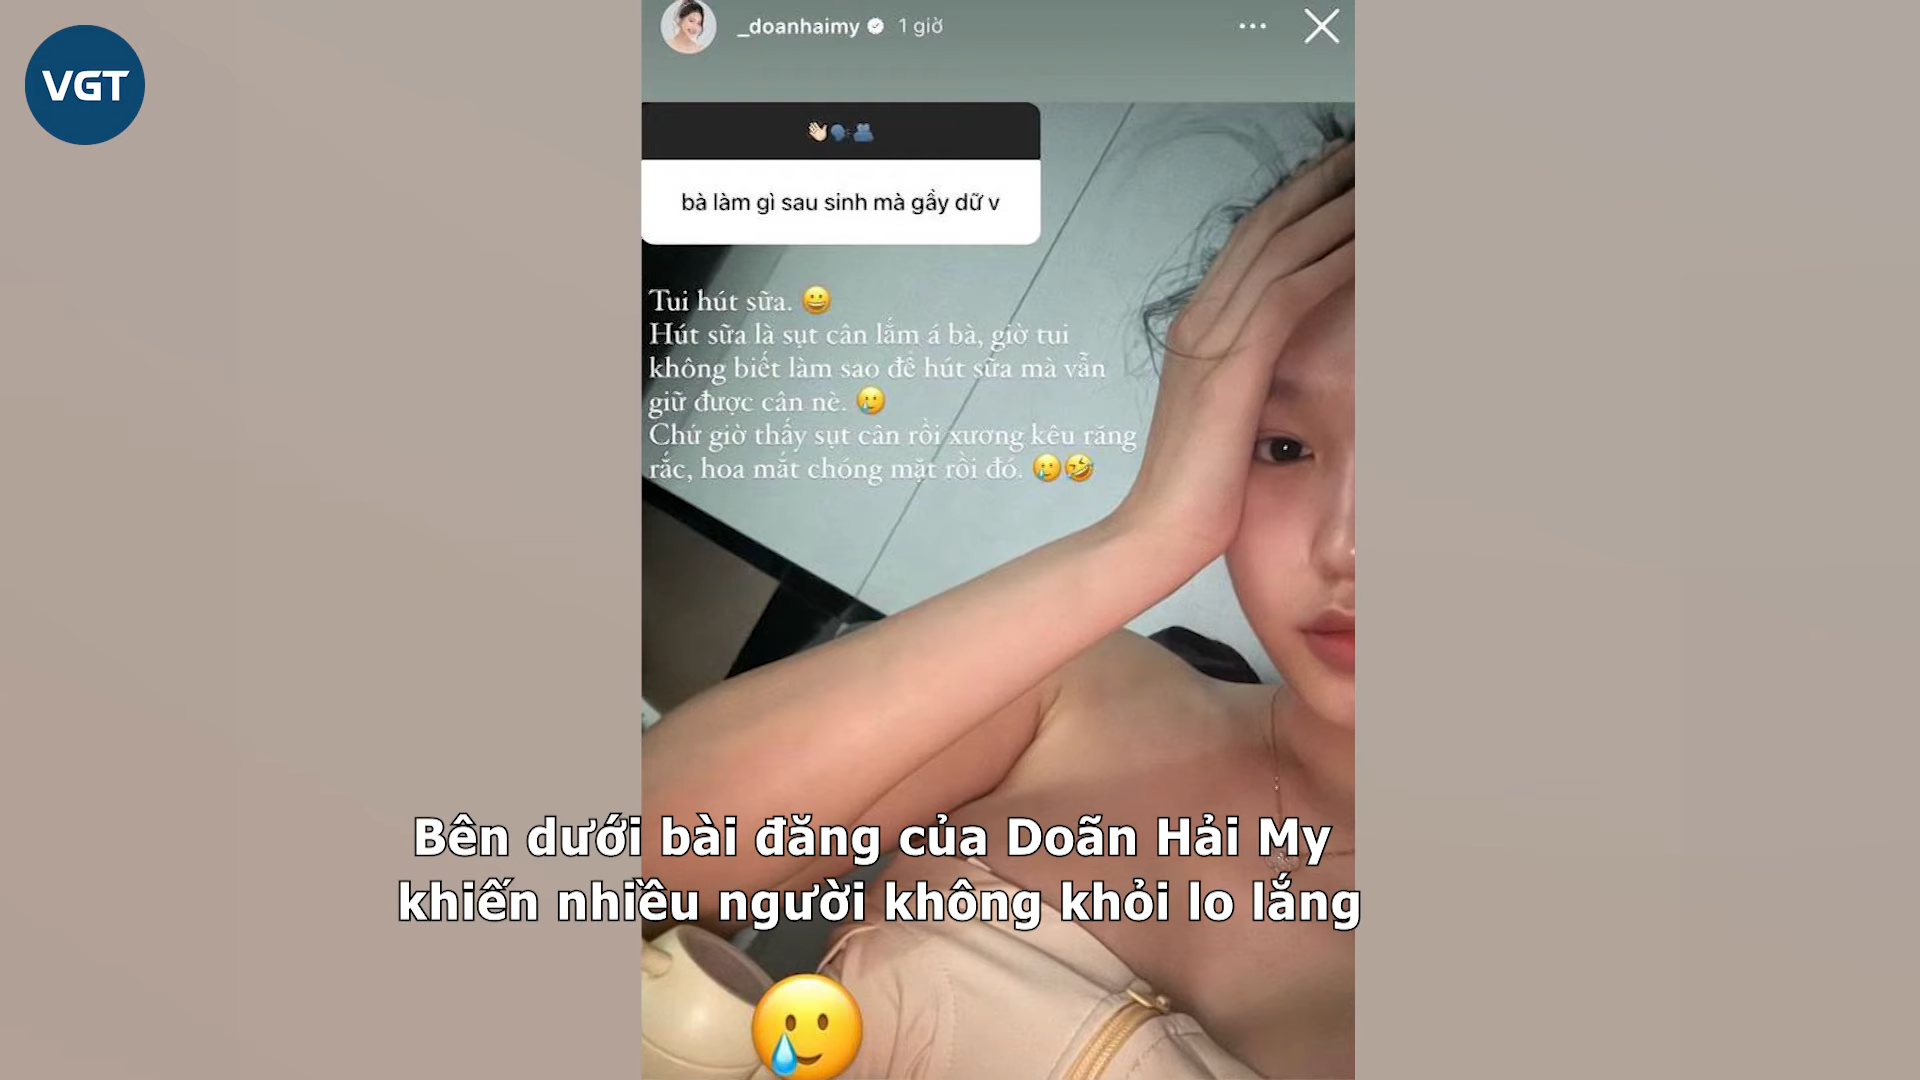 VGT
_doanhaimy 1 giờ
bà làm gì sau sinh mà gầy dữ v
Tui hút sữa. 😀
Hút sữa là sụt cân lắm á bà, giờ tui
không biết làm sao để hút sữa mà vẫn
giữ được cân nè. 🥲
Chứ giờ thấy sụt cân rồi xương kêu răng
rắc, hoa mắt chóng mặt rồi đó. 🥲🤣
Bên dưới bài đăng của Doãn Hải My
khiến nhiều người không khỏi lo lắng